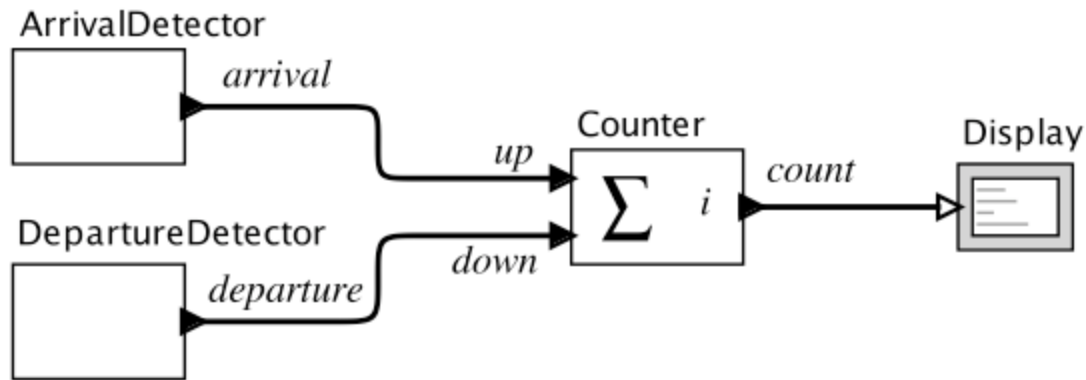 ArrivalDetector
arrival
Counter
Display
up
count
Σ
i
DepartureDetector
down
departure